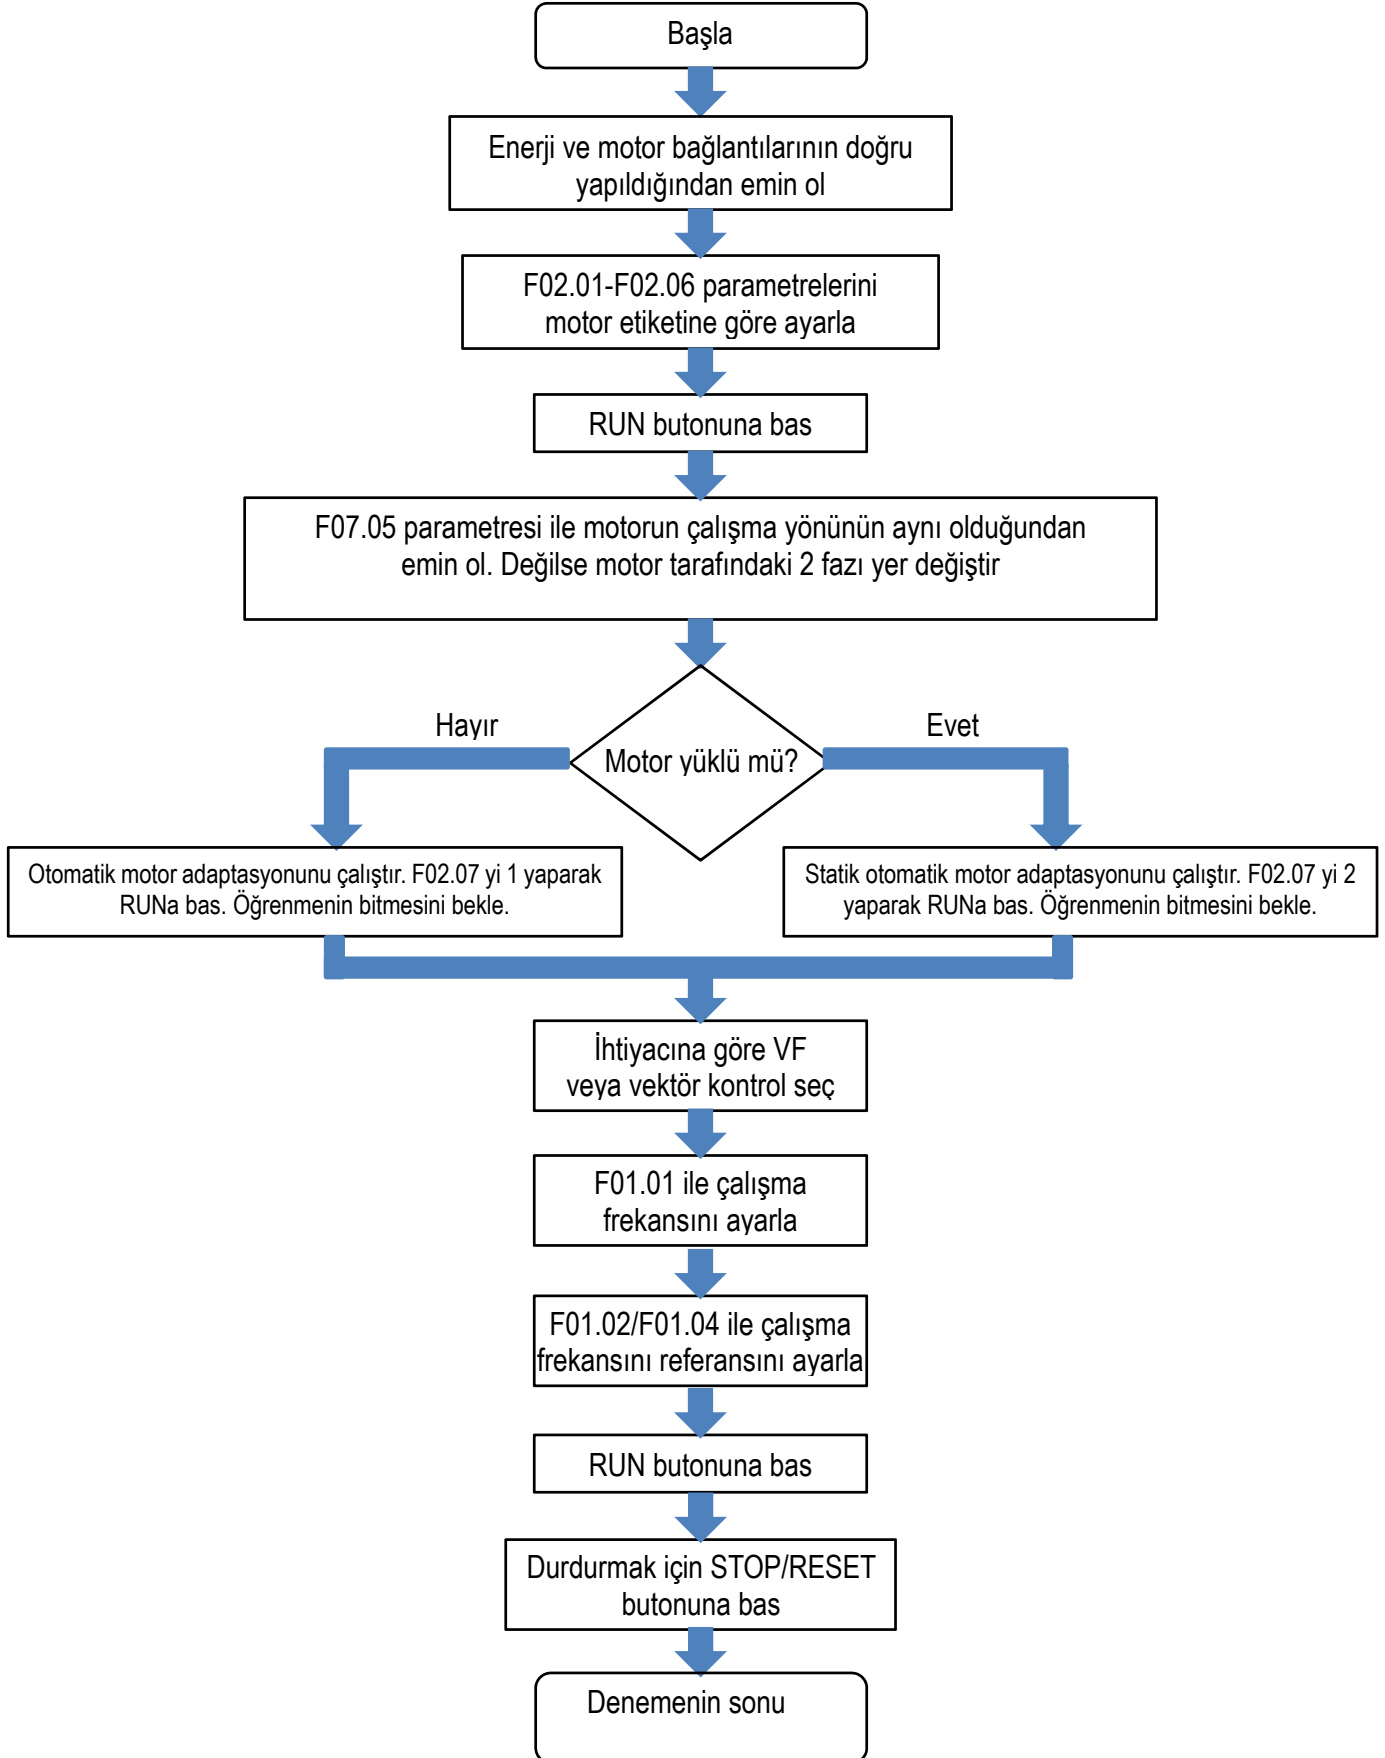 Başla
Enerji ve motor bağlantılarının doğru
yapıldığından emin ol
F02.01-F02.06 parametrelerini
motor etiketine göre ayarla
RUN butonuna bas
F07.05 parametresi ile motorun çalışma yönünün aynı olduğundan
emin ol. Değilse motor tarafındaki 2 fazı yer değiştir
Hayır
Evet
Motor yüklü mü?
Otomatik motor adaptasyonunu çalıştır. F02.07 yi 1 yaparak
RUNa bas. Öğrenmenin bitmesini bekle.
Statik otomatik motor adaptasyonunu çalıştır. F02.07 yi 2
yaparak RUNa bas. Öğrenmenin bitmesini bekle.
İhtiyacına göre VF
veya vektör kontrol seç
F01.01 ile çalışma
frekansını ayarla
F01.02/F01.04 ile çalışma
frekansını referansını ayarla
RUN butonuna bas
Durdurmak için STOP/RESET
butonuna bas
Denemenin sonu